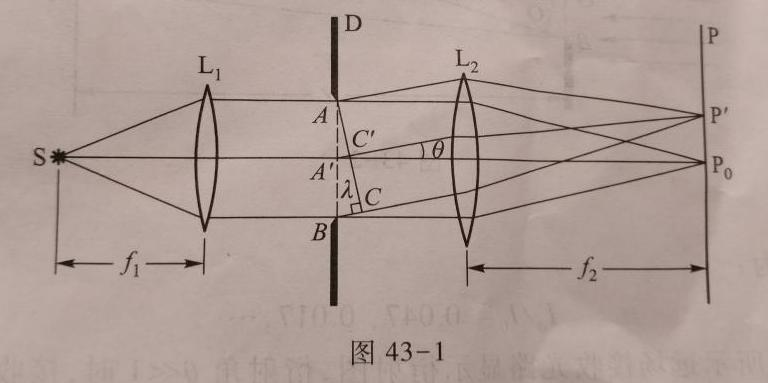 D
P
L₁
L₂
A
P'
C'
S
θ
A'
P₀
λ
C
B
f₁
f₂
图 43-1